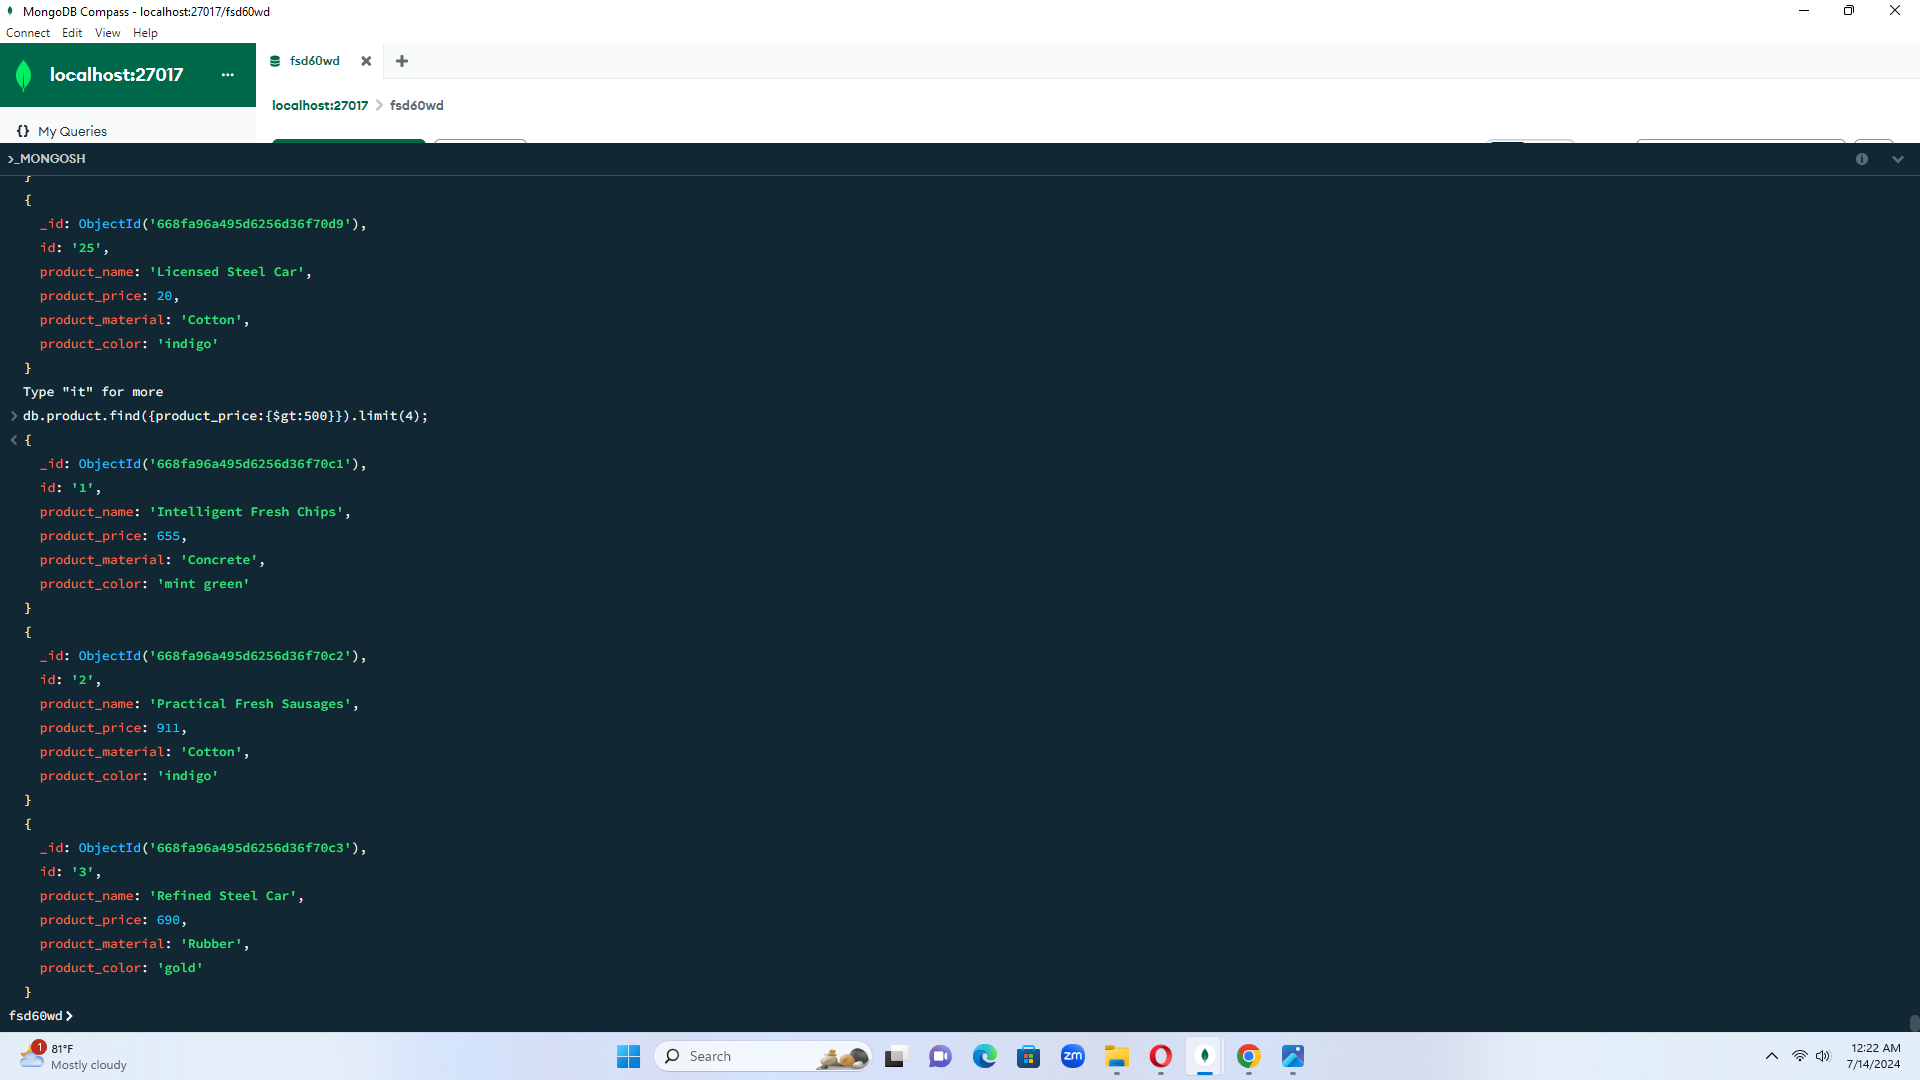 MongoDB Compass - localhost:27017/fsd60wd
Connect Edit View Help
localhost:27017 ...
fsd60wd
localhost:27017 > fsd60wd
{} My Queries
>_MONGOSH
}
{
_id: ObjectId('668fa96a495d6256d36f70d9'),
id: '25',
product_name: 'Licensed Steel Car',
product_price: 20,
product_material: 'Cotton',
product_color: 'indigo'
}
Type "it" for more
> db.product.find({product_price:{$gt:500}}).limit(4);
< {
_id: ObjectId('668fa96a495d6256d36f70c1'),
id: '1',
product_name: 'Intelligent Fresh Chips',
product_price: 655,
product_material: 'Concrete',
product_color: 'mint green'
}
{
_id: ObjectId('668fa96a495d6256d36f70c2'),
id: '2',
product_name: 'Practical Fresh Sausages',
product_price: 911,
product_material: 'Cotton',
product_color: 'indigo'
}
{
_id: ObjectId('668fa96a495d6256d36f70c3'),
id: '3',
product_name: 'Refined Steel Car',
product_price: 690,
product_material: 'Rubber',
product_color: 'gold'
}
fsd60wd>
1
81°F
Mostly cloudy
Search
zm
12:22 AM
7/14/2024